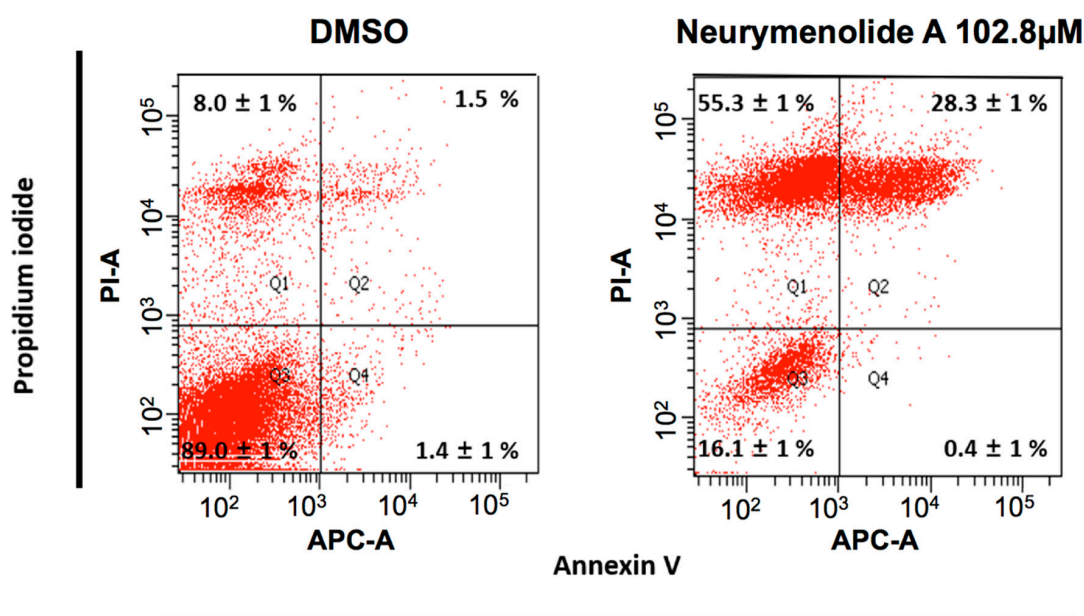 DMSO
Neurymenolide A 102.8µM
8.0 ± 1 %
1.5 %
55.3 ± 1 %
28.3 ± 1 %
10⁵
10⁴
10³
10²
10⁵
10⁴
10³
10²
Propidium iodide
PI-A
PI-A
Q1
Q2
Q1
Q2
Q3
Q4
Q3
Q4
89.0 ± 1 %
1.4 ± 1 %
16.1 ± 1 %
0.4 ± 1 %
10² 10³ 10⁴ 10⁵
10² 10³ 10⁴ 10⁵
APC-A
APC-A
Annexin V